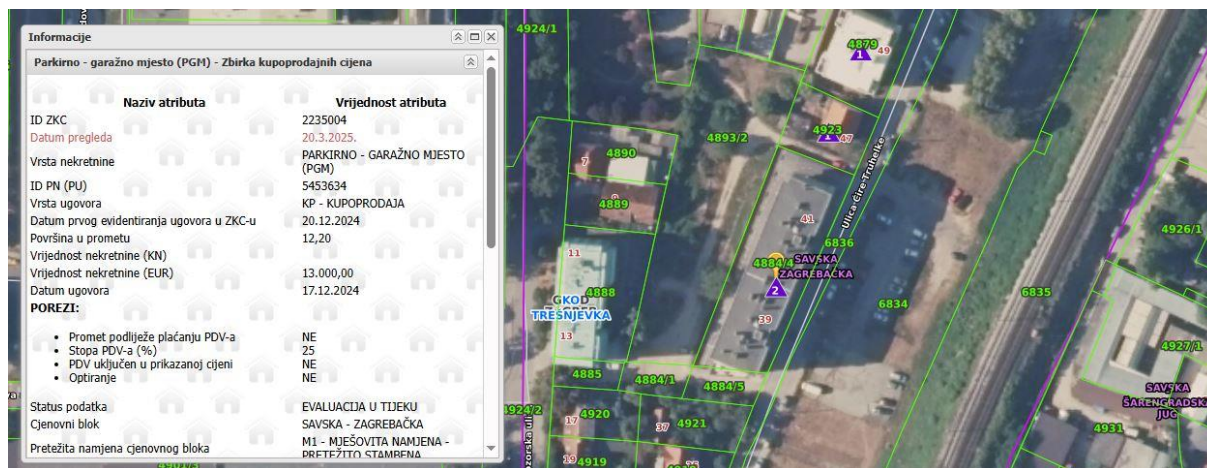 Informacije
Parkirno - garažno mjesto (PGM) - Zbirka kupoprodajnih cijena
Naziv atributa Vrijednost atributa
ID ZKC 2235004
Datum pregleda 20.3.2025.
Vrsta nekretnine PARKIRNO - GARAŽNO MJESTO
(PGM)
ID PN (PU) 5453634
Vrsta ugovora KP - KUPOPRODAJA
Datum prvog evidentiranja ugovora u ZKC-u 20.12.2024
Površina u prometu 12,20
Vrijednost nekretnine (KN)
Vrijednost nekretnine (EUR) 13.000,00
Datum ugovora 17.12.2024
POREZI:
• Promet podliježe plaćanju PDV-a NE
• Stopa PDV-a (%) 25
• PDV uključen u prikazanoj cijeni NE
• Optiranje NE
Status podatka EVALUACIJA U TIJEKU
Cjenovni blok SAVSKA - ZAGREBAČKA
Pretežita namjena cjenovnog bloka M1 - MJEŠOVITA NAMJENA -
PRETEŽITO STAMBENA
4924/1
4879
49
1
4923
47
1
4893/2
4890
7
4889
Ulica Ćire Truhelke
41
6836
SAVSKA
ZAGREBAČKA
4884/4
2
39
11
4888
KOD
TREŠNJEVKA
13
6834
6835
4926/1
4927/1
SAVSKA
ŠARENGRADSKA
JUG
4931
4885
4884/1
4884/5
4924/2
4920
17
37
4921
19
4919